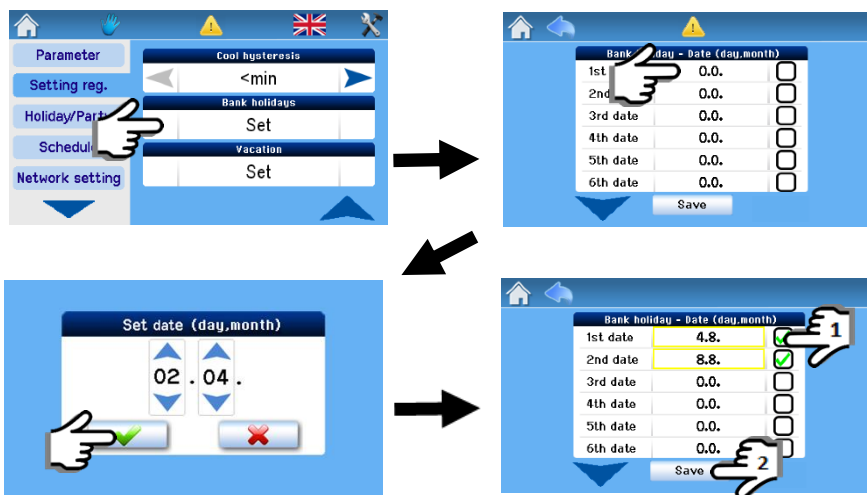 Parameter
Setting reg.
Holiday/Party
Schedule
Network setting
Cool hysteresis
<min
Bank holidays
Set
Vacation
Set
Bank holiday - Date (day,month)
1st 0.0.
2nd 0.0.
3rd date 0.0.
4th date 0.0.
5th date 0.0.
6th date 0.0.
Save
Set date (day,month)
02 . 04 .
Bank holiday - Date (day,month)
1st date 4.8.
2nd date 8.8.
3rd date 0.0.
4th date 0.0.
5th date 0.0.
6th date 0.0.
Save
1
2